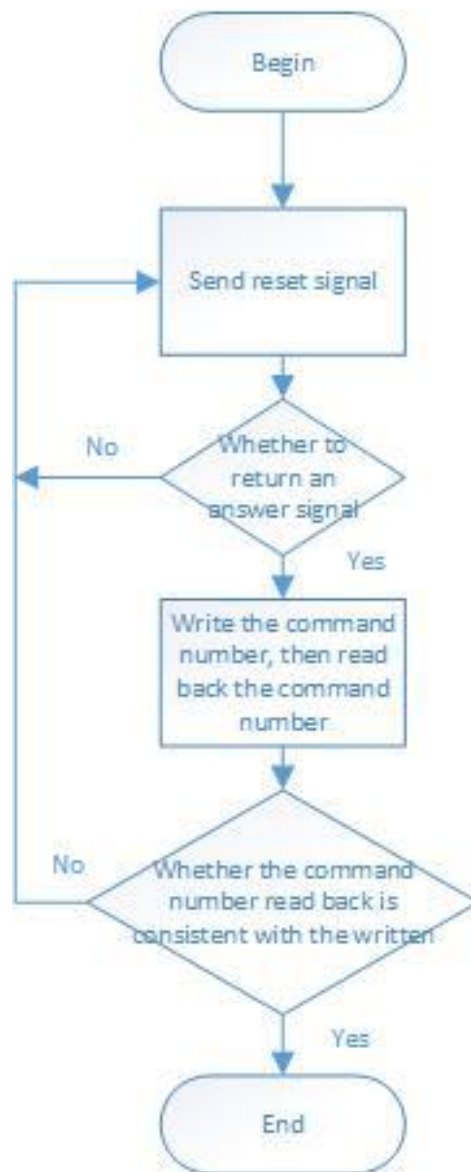 Begin
Send reset signal
No
Whether to
return an
answer signal
Yes
Write the command
number, then read
back the command
number
No
Whether the command
number read back is
consistent with the written
Yes
End